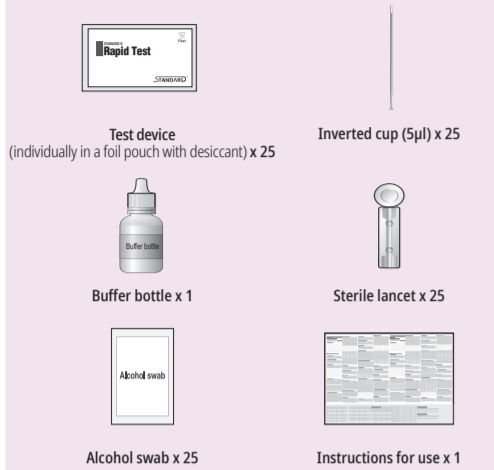 STANDARD Q
Rapid Test
STANDARD
Test device
(individually in a foil pouch with desiccant) x 25
Inverted cup (5μl) x 25
Buffer bottle
Buffer bottle x 1
Sterile lancet x 25
Alcohol swab
Alcohol swab x 25
Instructions for use x 1